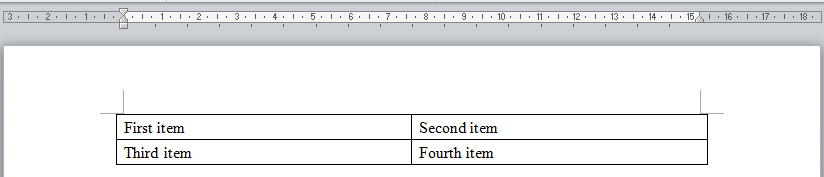 3 2 1 1 2 3 4 5 6 7 8 9 10 11 12 13 14 15 16 17 18
First item Second item
Third item Fourth item